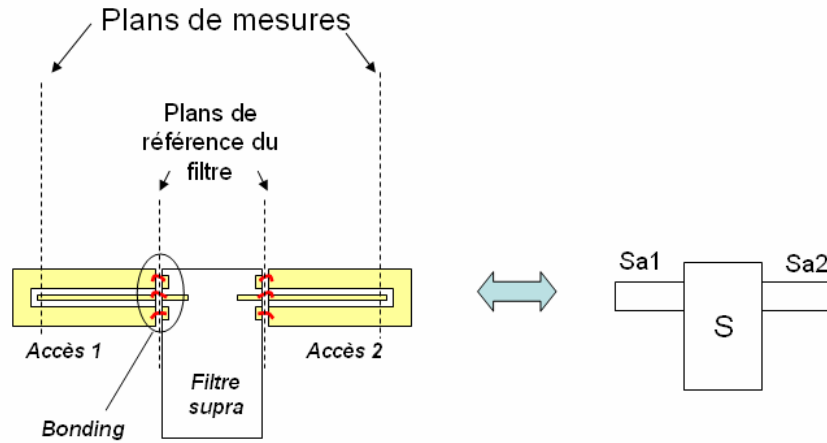 Plans de mesures
Plans de
référence du
filtre
Sa1
Sa2
S
Accès 1
Accès 2
Filtre
supra
Bonding